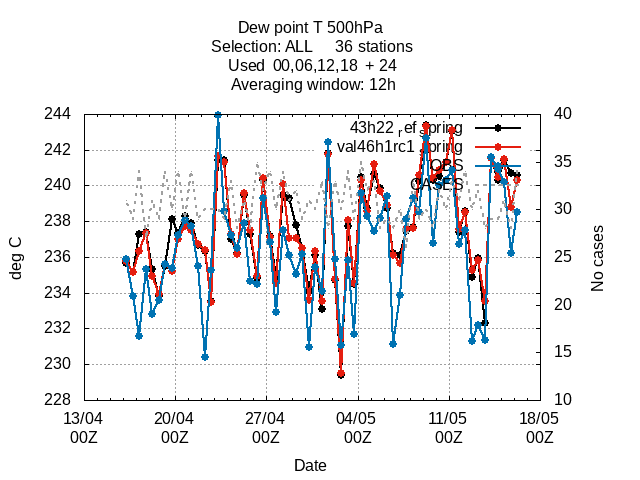 Dew point T 500hPa
Selection: ALL 36 stations
Used 00,06,12,18 + 24
Averaging window: 12h
244
242
240
238
236
234
232
230
228
deg C
40
35
30
25
20
15
10
No cases
43h22_ref_spring
val46h1rc1_spring
OBS
CASES
13/04 20/04 27/04 04/05 11/05 18/05
00Z 00Z 00Z 00Z 00Z 00Z
Date